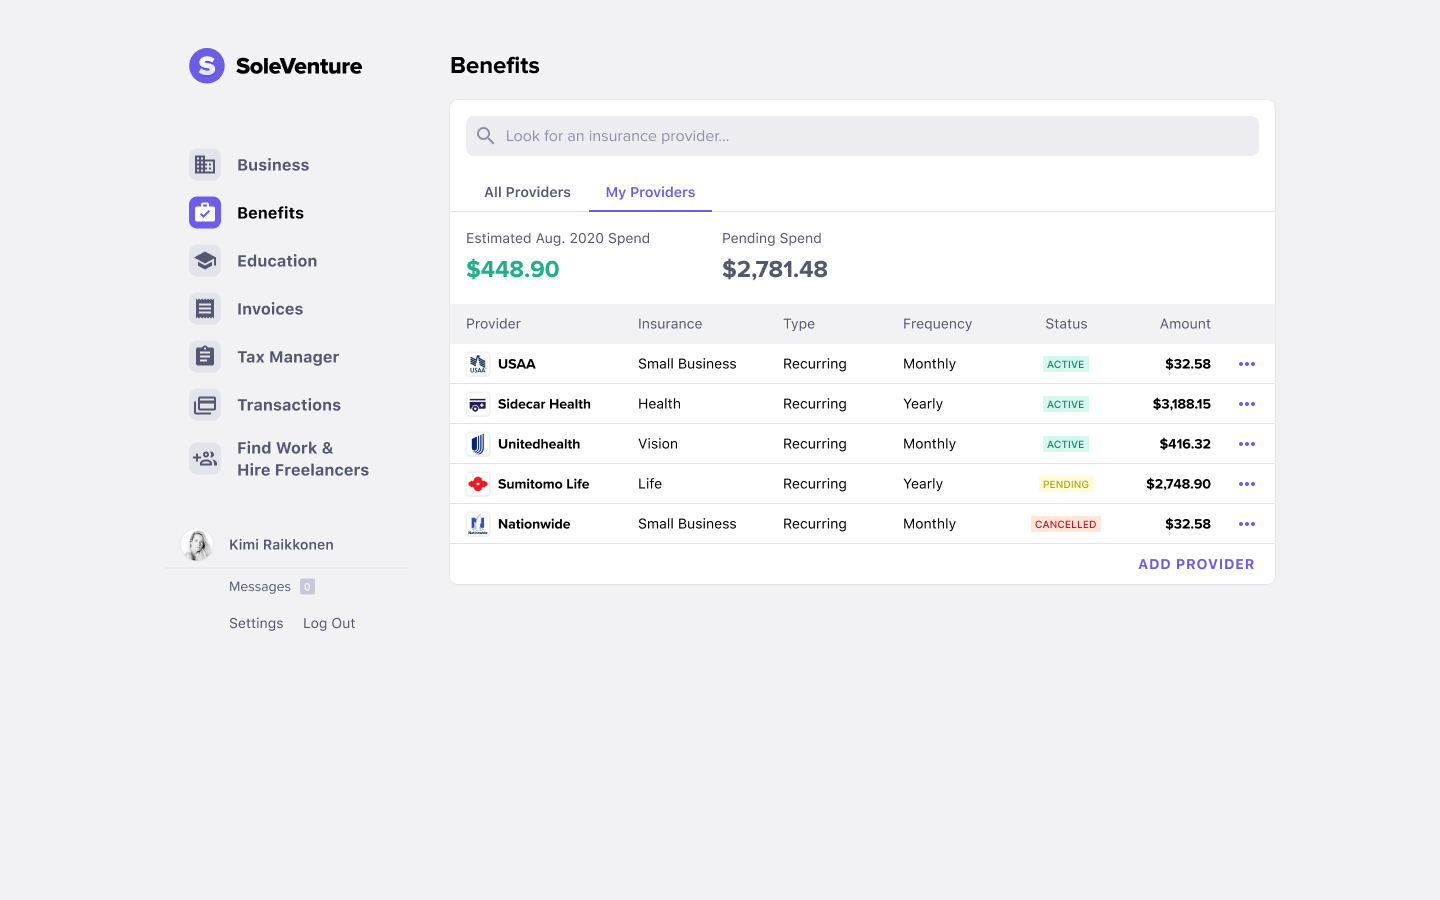 S SoleVenture
Benefits
Business
Benefits
Education
Invoices
Tax Manager
Transactions
Find Work &
Hire Freelancers
Kimi Raikkonen
Messages 0
Settings Log Out
Look for an insurance provider...
All Providers My Providers
Estimated Aug. 2020 Spend Pending Spend
$448.90 $2,781.48
Provider Insurance Type Frequency Status Amount
USAA USAA Small Business Recurring Monthly ACTIVE $32.58
Sidecar Health Health Recurring Yearly ACTIVE $3,188.15
Unitedhealth Vision Recurring Monthly ACTIVE $416.32
Sumitomo Life Life Recurring Yearly PENDING $2,748.90
Nationwide Nationwide Small Business Recurring Monthly CANCELLED $32.58
ADD PROVIDER